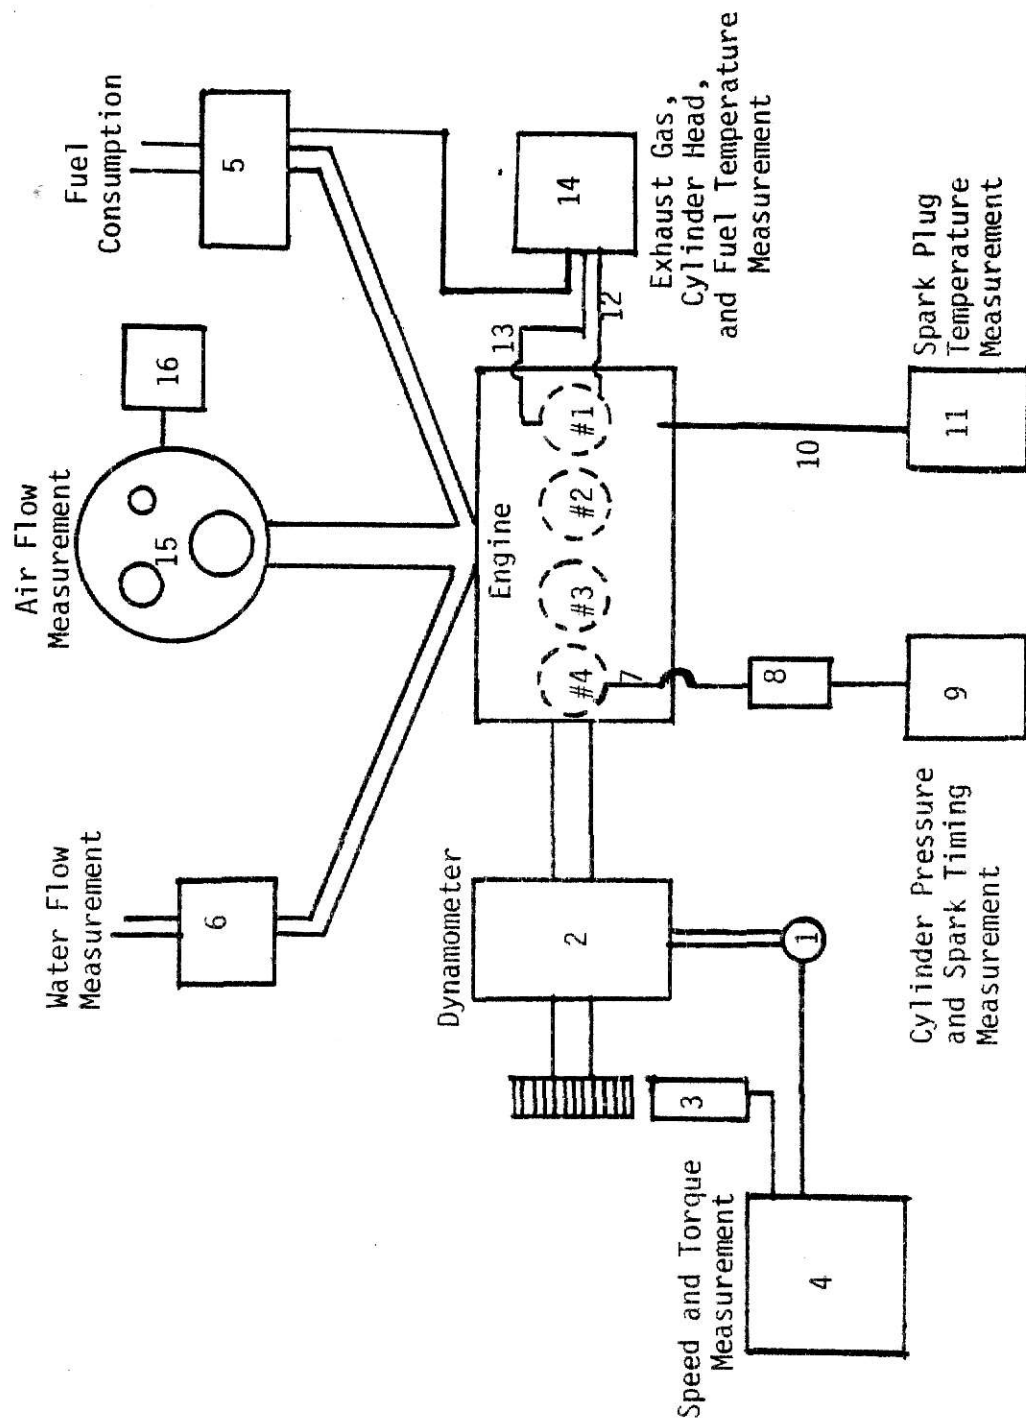 Water Flow
Measurement
6
Air Flow
Measurement
15
16
Fuel
Consumption
5
Dynamometer
2
Engine
#4
#3
#2
#1
13
12
14
Exhaust Gas,
Cylinder Head,
and Fuel Temperature
Measurement
7
3
1
8
10
Speed and Torque
Measurement
4
9
Cylinder Pressure
and Spark Timing
Measurement
11
Spark Plug
Temperature
Measurement